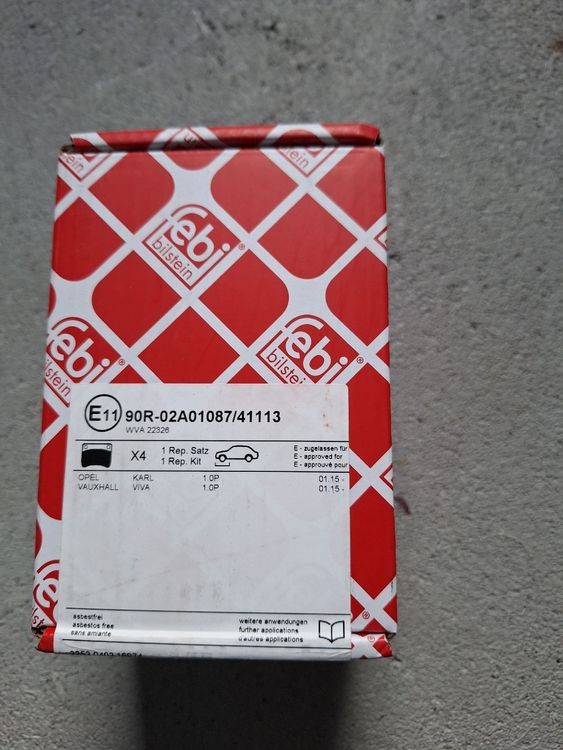 febi
bilstein
febi
bilstein
febi
bilstein
bilstein
bilstein
E11 90R-02A01087/41113
WVA 22326
X4 1 Rep. Satz
1 Rep. Kit
E - zugelassen für
E - approved for
E - approuvé pour
OPEL KARL 1.0P 01.15 -
VAUXHALL VIVA 1.0P 01.15 -
asbestfrei
asbestos free
sans amiante
weitere anwendungen
further applications
d'autres applications